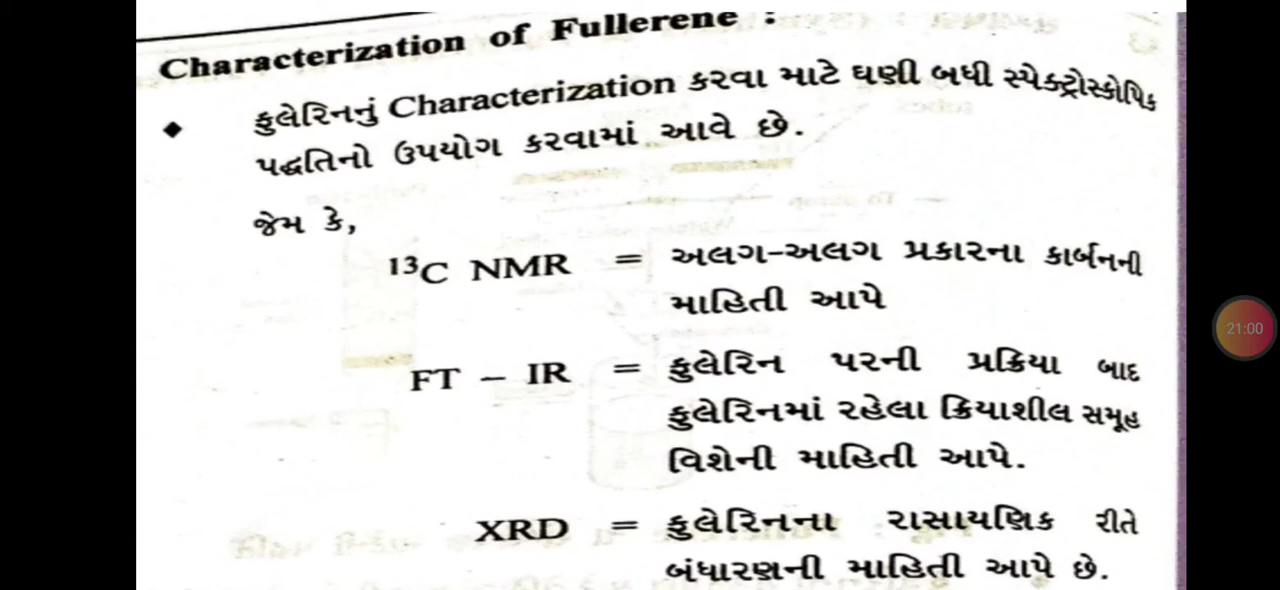 Characterization of Fullerene :
◆ ફુલેરિનનું Characterization કરવા માટે ઘણી બધી સ્પેક્ટ્રોસ્કોપિક
પદ્ધતિનો ઉપયોગ કરવામાં આવે છે.
જેમ કે,
¹³C NMR = અલગ-અલગ પ્રકારના કાર્બનની
માહિતી આપે
FT – IR = ફુલેરિન પરની પ્રક્રિયા બાદ
ફુલેરિનમાં રહેલા ક્રિયાશીલ સમૂહ
વિશેની માહિતી આપે.
XRD = ફુલેરિનના રાસાયણિક રીતે
બંધારણની માહિતી આપે છે.
21:00